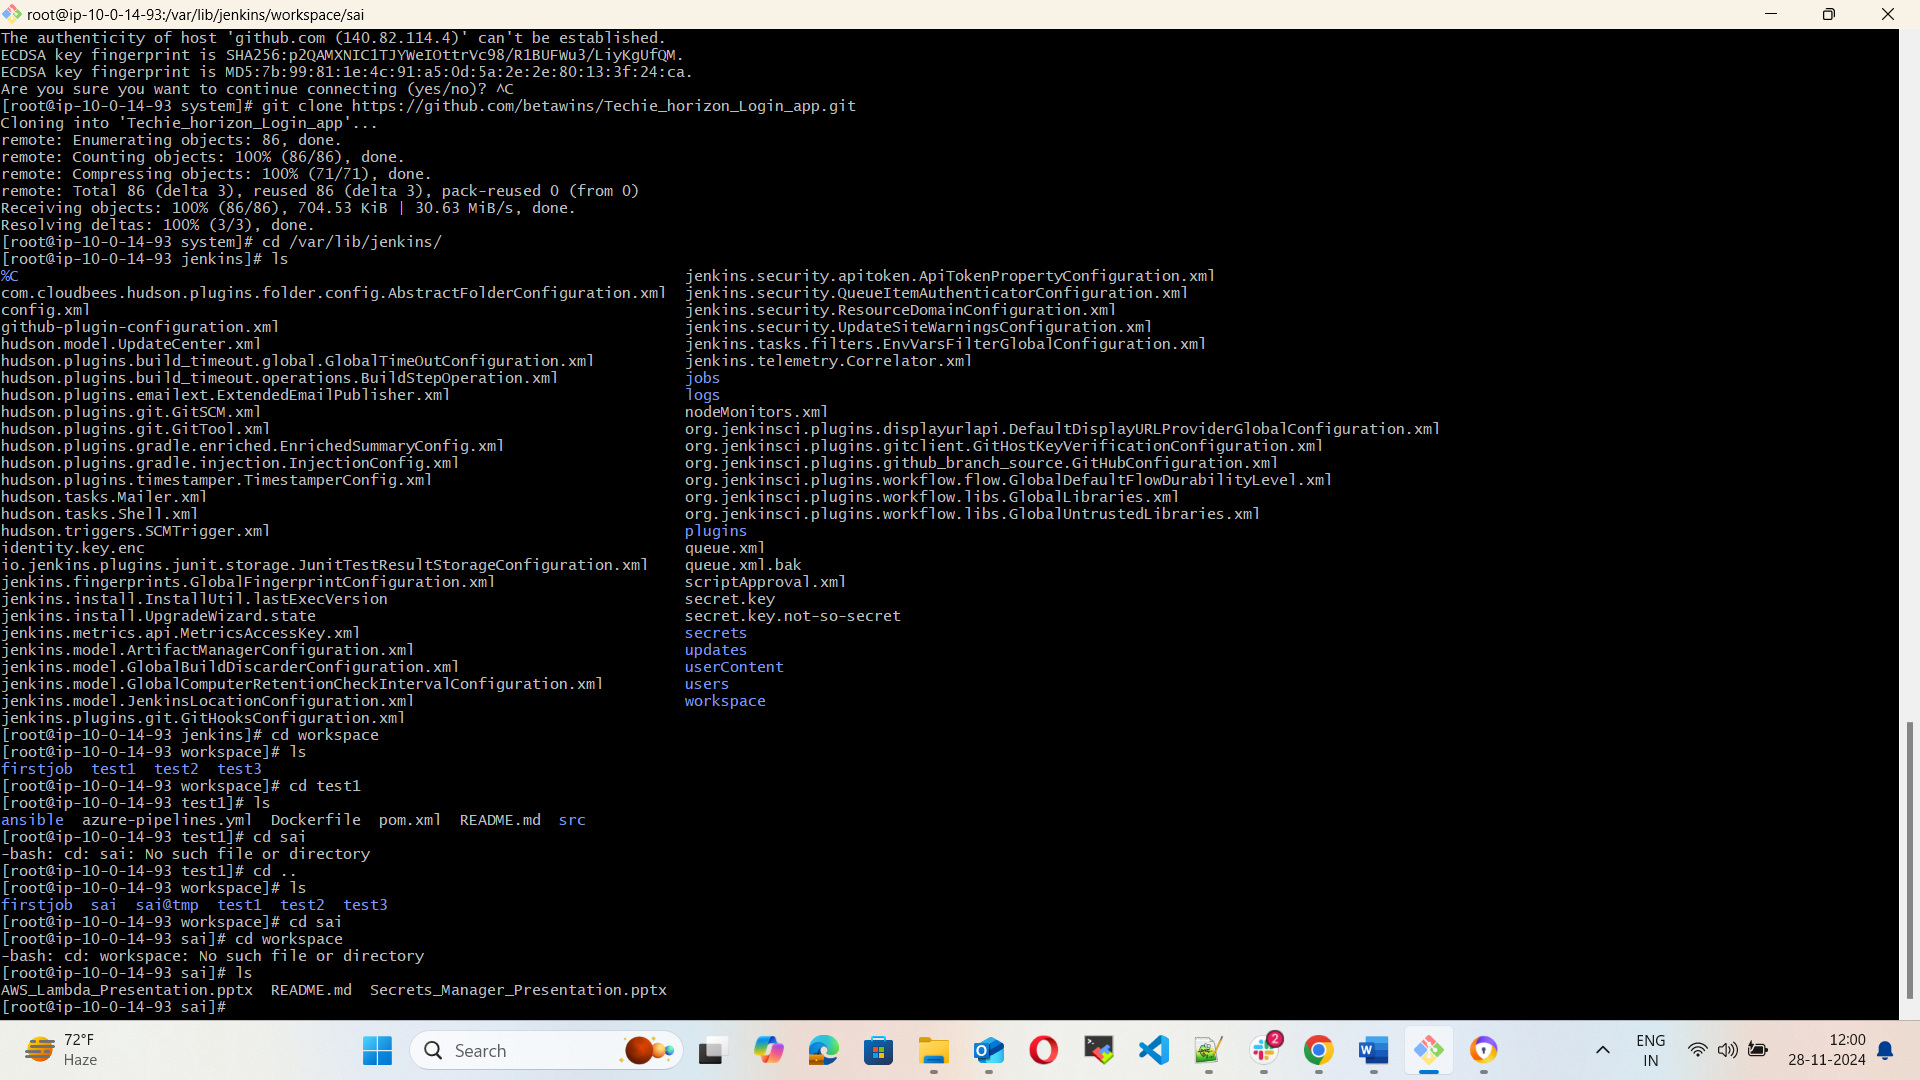 root@ip-10-0-14-93:/var/lib/jenkins/workspace/sai
The authenticity of host 'github.com (140.82.114.4)' can't be established.
ECDSA key fingerprint is SHA256:p2QAMXNIC1TJYWeIOttrVc98/R1BUFWu3/LiyKgUfQM.
ECDSA key fingerprint is MD5:7b:99:81:1e:4c:91:a5:0d:5a:2e:2e:80:13:3f:24:ca.
Are you sure you want to continue connecting (yes/no)? ^C
[root@ip-10-0-14-93 system]# git clone https://github.com/betawins/Techie_horizon_Login_app.git
Cloning into 'Techie_horizon_Login_app'...
remote: Enumerating objects: 86, done.
remote: Counting objects: 100% (86/86), done.
remote: Compressing objects: 100% (71/71), done.
remote: Total 86 (delta 3), reused 86 (delta 3), pack-reused 0 (from 0)
Receiving objects: 100% (86/86), 704.53 KiB | 30.63 MiB/s, done.
Resolving deltas: 100% (3/3), done.
[root@ip-10-0-14-93 system]# cd /var/lib/jenkins/
[root@ip-10-0-14-93 jenkins]# ls
%C jenkins.security.apitoken.ApiTokenPropertyConfiguration.xml
com.cloudbees.hudson.plugins.folder.config.AbstractFolderConfiguration.xml jenkins.security.QueueItemAuthenticatorConfiguration.xml
config.xml jenkins.security.ResourceDomainConfiguration.xml
github-plugin-configuration.xml jenkins.security.UpdateSiteWarningsConfiguration.xml
hudson.model.UpdateCenter.xml jenkins.tasks.filters.EnvVarsFilterGlobalConfiguration.xml
hudson.plugins.build_timeout.global.GlobalTimeOutConfiguration.xml jenkins.telemetry.Correlator.xml
hudson.plugins.build_timeout.operations.BuildStepOperation.xml jobs
hudson.plugins.emailext.ExtendedEmailPublisher.xml logs
hudson.plugins.git.GitSCM.xml nodeMonitors.xml
hudson.plugins.git.GitTool.xml org.jenkinsci.plugins.displayurlapi.DefaultDisplayURLProviderGlobalConfiguration.xml
hudson.plugins.gradle.enriched.EnrichedSummaryConfig.xml org.jenkinsci.plugins.gitclient.GitHostKeyVerificationConfiguration.xml
hudson.plugins.gradle.injection.InjectionConfig.xml org.jenkinsci.plugins.github_branch_source.GitHubConfiguration.xml
hudson.plugins.timestamper.TimestamperConfig.xml org.jenkinsci.plugins.workflow.flow.GlobalDefaultFlowDurabilityLevel.xml
hudson.tasks.Mailer.xml org.jenkinsci.plugins.workflow.libs.GlobalLibraries.xml
hudson.tasks.Shell.xml org.jenkinsci.plugins.workflow.libs.GlobalUntrustedLibraries.xml
hudson.triggers.SCMTrigger.xml plugins
identity.key.enc queue.xml
io.jenkins.plugins.junit.storage.JunitTestResultStorageConfiguration.xml queue.xml.bak
jenkins.fingerprints.GlobalFingerprintConfiguration.xml scriptApproval.xml
jenkins.install.InstallUtil.lastExecVersion secret.key
jenkins.install.UpgradeWizard.state secret.key.not-so-secret
jenkins.metrics.api.MetricsAccessKey.xml secrets
jenkins.model.ArtifactManagerConfiguration.xml updates
jenkins.model.GlobalBuildDiscarderConfiguration.xml userContent
jenkins.model.GlobalComputerRetentionCheckIntervalConfiguration.xml users
jenkins.model.JenkinsLocationConfiguration.xml workspace
jenkins.plugins.git.GitHooksConfiguration.xml
[root@ip-10-0-14-93 jenkins]# cd workspace
[root@ip-10-0-14-93 workspace]# ls
firstjob test1 test2 test3
[root@ip-10-0-14-93 workspace]# cd test1
[root@ip-10-0-14-93 test1]# ls
ansible azure-pipelines.yml Dockerfile pom.xml README.md src
[root@ip-10-0-14-93 test1]# cd sai
-bash: cd: sai: No such file or directory
[root@ip-10-0-14-93 test1]# cd ..
[root@ip-10-0-14-93 workspace]# ls
firstjob sai sai@tmp test1 test2 test3
[root@ip-10-0-14-93 workspace]# cd sai
[root@ip-10-0-14-93 sai]# cd workspace
-bash: cd: workspace: No such file or directory
[root@ip-10-0-14-93 sai]# ls
AWS_Lambda_Presentation.pptx README.md Secrets_Manager_Presentation.pptx
[root@ip-10-0-14-93 sai]#
72°F
Haze
Search
2
ENG
IN
12:00
28-11-2024